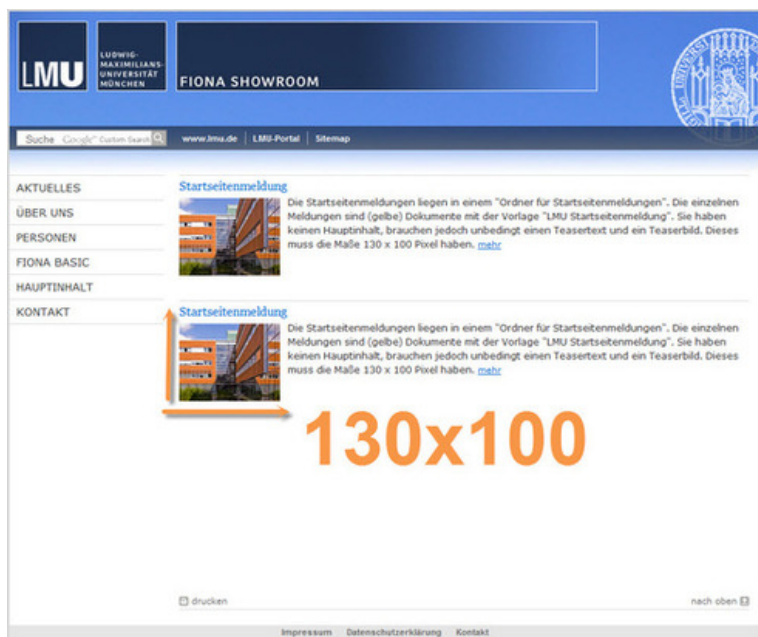 LMU
LUDWIG-
MAXIMILIANS-
UNIVERSITÄT
MÜNCHEN
FIONA SHOWROOM
Suche Google™ Custom Search
www.lmu.de | LMU-Portal | Sitemap
AKTUELLES
ÜBER UNS
PERSONEN
FIONA BASIC
HAUPTINHALT
KONTAKT
Startseitenmeldung
Die Startseitenmeldungen liegen in einem "Ordner für Startseitenmeldungen". Die einzelnen
Meldungen sind (gelbe) Dokumente mit der Vorlage "LMU Startseitenmeldung". Sie haben
keinen Hauptinhalt, brauchen jedoch unbedingt einen Teasertext und ein Teaserbild. Dieses
muss die Maße 130 x 100 Pixel haben. mehr
Startseitenmeldung
Die Startseitenmeldungen liegen in einem "Ordner für Startseitenmeldungen". Die einzelnen
Meldungen sind (gelbe) Dokumente mit der Vorlage "LMU Startseitenmeldung". Sie haben
keinen Hauptinhalt, brauchen jedoch unbedingt einen Teasertext und ein Teaserbild. Dieses
muss die Maße 130 x 100 Pixel haben. mehr
130x100
drucken
nach oben
Impressum Datenschutzerklärung Kontakt